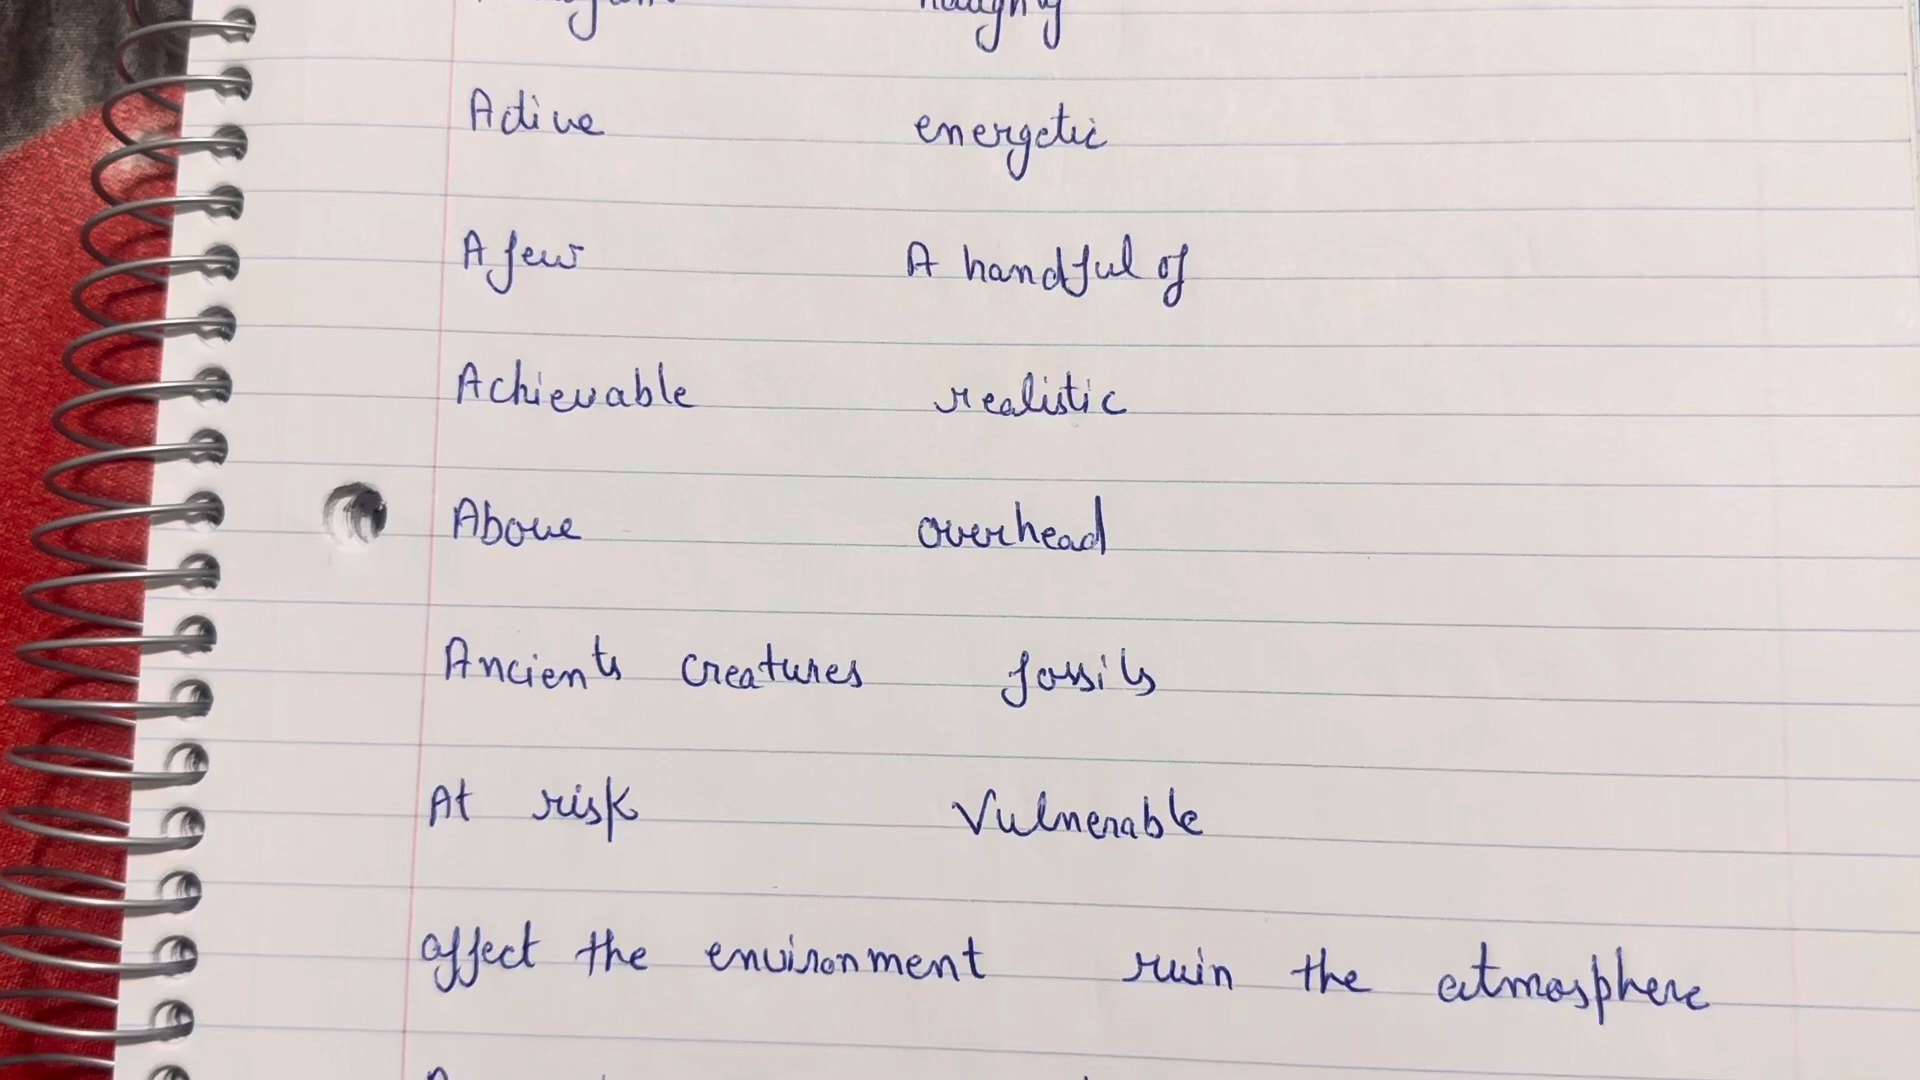 naughty
Active energetic
A few A handful of
Achievable realistic
Above overhead
Ancients creatures fossils
At risk Vulnerable
affect the environment ruin the atmosphere